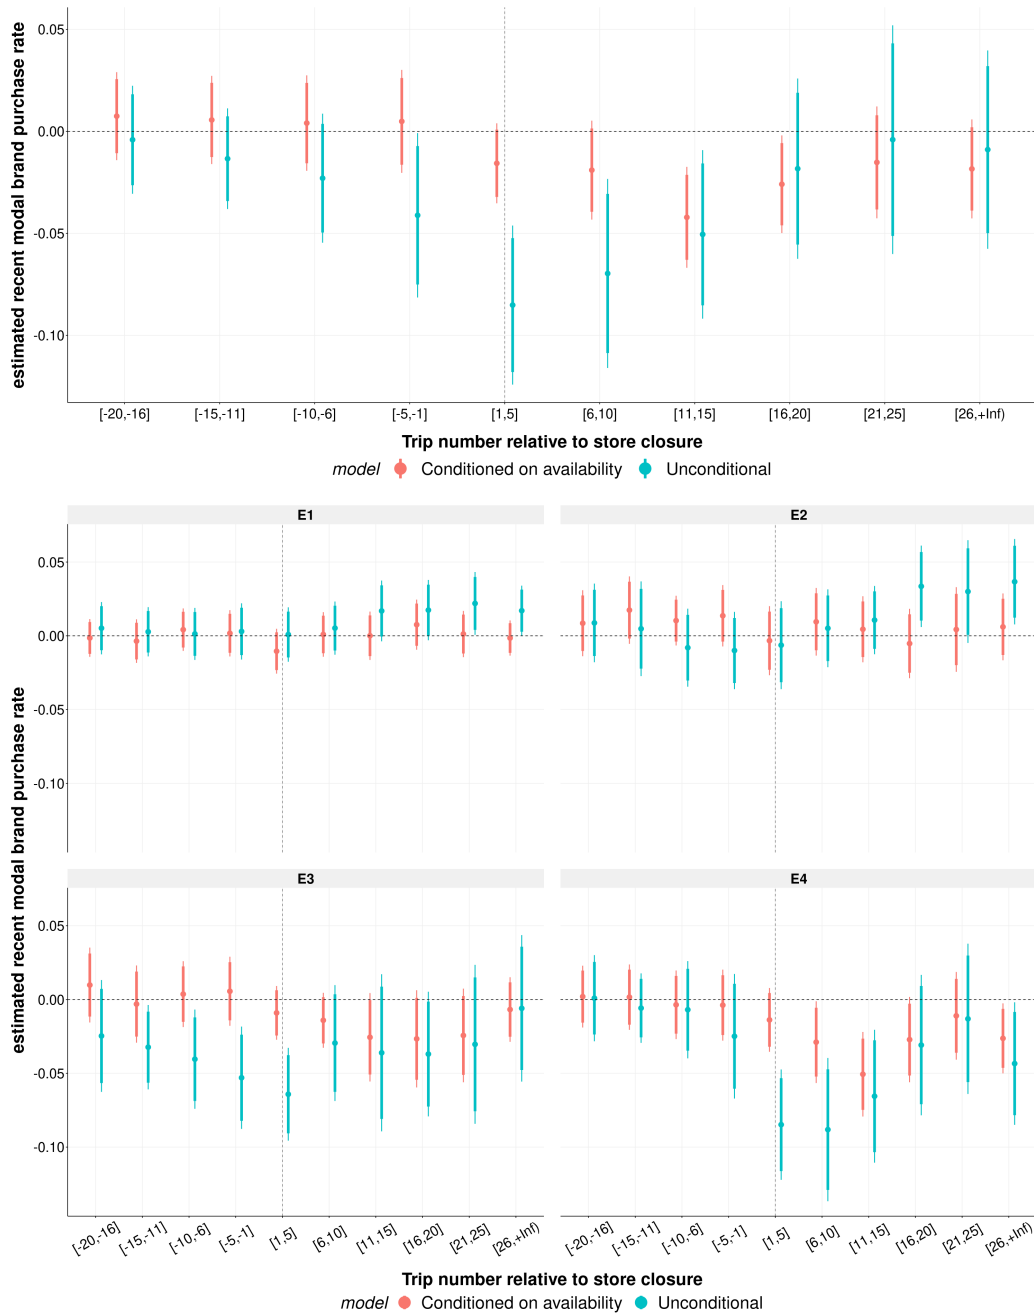 estimated recent modal brand purchase rate
0.05
0.00
-0.05
-0.10
[-20,-16] [-15,-11] [-10,-6] [-5,-1] [1,5] [6,10] [11,15] [16,20] [21,25] [26,+Inf)
Trip number relative to store closure
model Conditioned on availability Unconditional
estimated recent modal brand purchase rate
E1 E2
0.05
0.00
-0.05
-0.10
E3 E4
0.05
0.00
-0.05
-0.10
[-20,-16] [-15,-11] [-10,-6] [-5,-1] [1,5] [6,10] [11,15] [16,20] [21,25] [26,+Inf) [-20,-16] [-15,-11] [-10,-6] [-5,-1] [1,5] [6,10] [11,15] [16,20] [21,25] [26,+Inf)
Trip number relative to store closure
model Conditioned on availability Unconditional